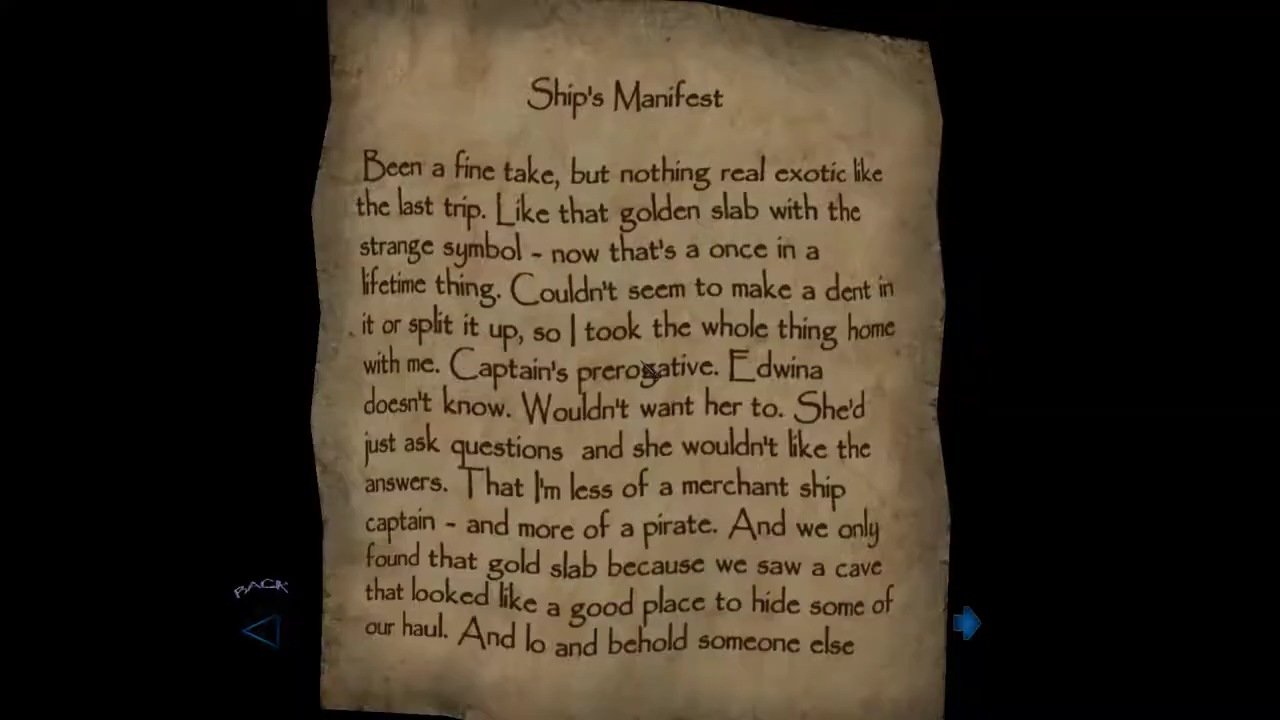 Ship's Manifest
Been a fine take, but nothing real exotic like
the last trip. Like that golden slab with the
strange symbol - now that's a once in a
lifetime thing. Couldn't seem to make a dent in
it or split it up, so I took the whole thing home
with me. Captain's prerogative. Edwina
doesn't know. Wouldn't want her to. She'd
just ask questions and she wouldn't like the
answers. That I'm less of a merchant ship
captain - and more of a pirate. And we only
found that gold slab because we saw a cave
that looked like a good place to hide some of
our haul. And lo and behold someone else
BACK